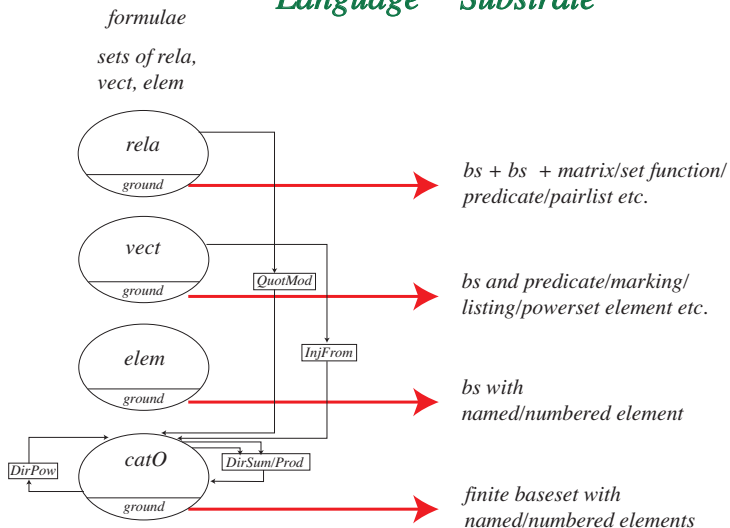 Language Substrate
formulae
sets of rela,
vect, elem
rela
ground
bs + bs + matrix/set function/
predicate/pairlist etc.
vect
ground
QuotMod
bs and predicate/marking/
listing/powerset element etc.
InjFrom
elem
ground
bs with
named/numbered element
catO
DirPow
DirSum/Prod
ground
finite baseset with
named/numbered elements